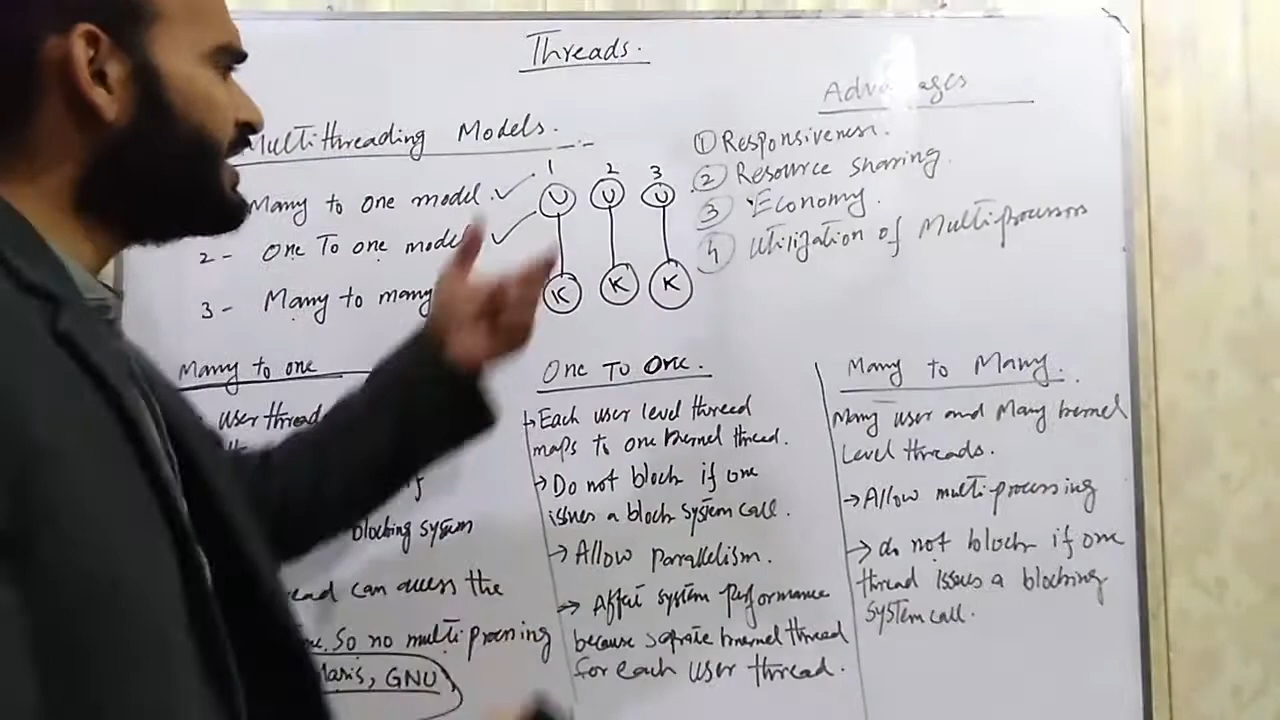 Threads.
Advantages
Multithreading Models.
Many to one model.
2- One To one model
3- Many to many
1 2 3
U U U
K K K
① Responsiveness.
② Resource sharing.
③ Economy.
④ Utilization of Multiprocessors
Many to one
user thread
blocking system
can access the
So no multiprocessing
GNU
One To One.
Each user level thread
maps to one kernel thread.
→ Do not block if one
issues a block system call.
→ Allow parallelism.
→ Affect system performance
because seprate kernel thread
for each user thread.
Many to Many.
Many user and Many kernel
Level threads.
→ Allow multiprocessing
→ do not block if one
thread issues a blocking
system call.